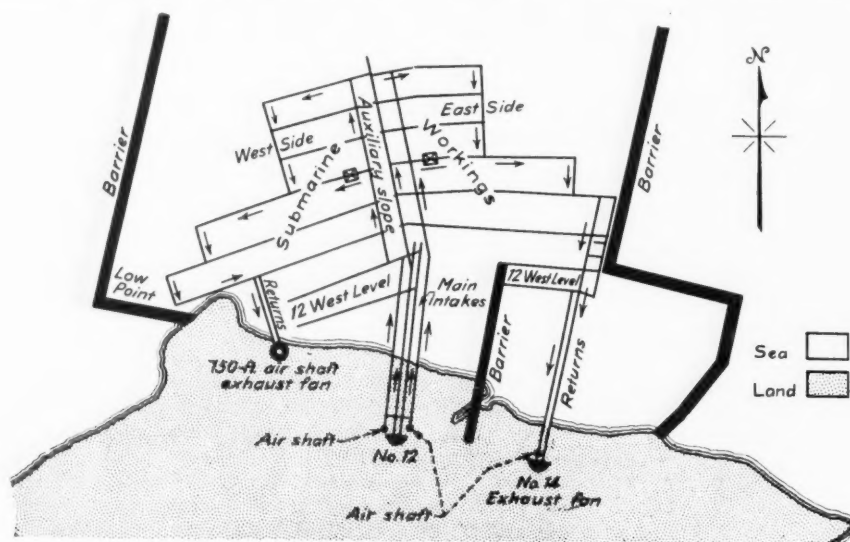 N
Barrier
Barrier
West Side
East Side
Auxiliary slope
Submarine
Workings
Low
Point
Returns
12 West Level
Main
Intakes
12 West Level
Barrier
Returns
750-ft. air shaft
exhaust fan
Sea
Land
Air shaft
No. 12
Air shaft
No. 14
Exhaust fan